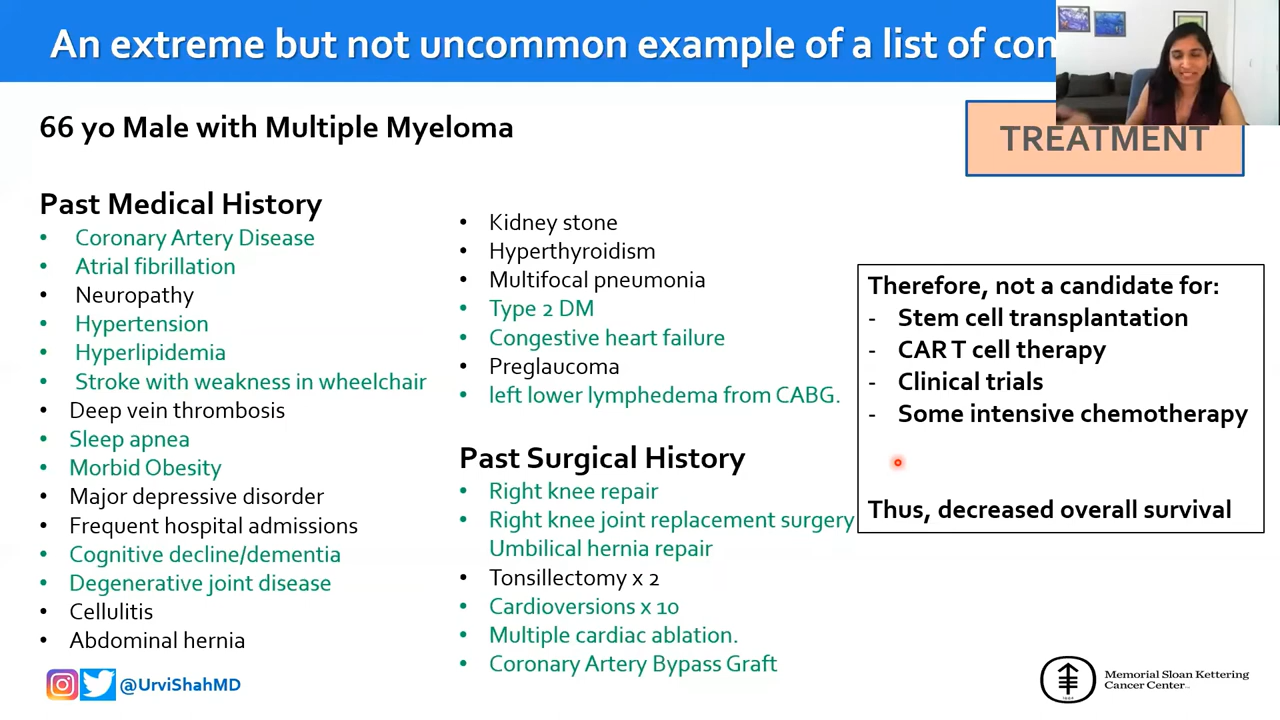 An extreme but not uncommon example of a list of com
66 yo Male with Multiple Myeloma
TREATMENT
Past Medical History
• Coronary Artery Disease
• Atrial fibrillation
• Neuropathy
• Hypertension
• Hyperlipidemia
• Stroke with weakness in wheelchair
• Deep vein thrombosis
• Sleep apnea
• Morbid Obesity
• Major depressive disorder
• Frequent hospital admissions
• Cognitive decline/dementia
• Degenerative joint disease
• Cellulitis
• Abdominal hernia
• Kidney stone
• Hyperthyroidism
• Multifocal pneumonia
• Type 2 DM
• Congestive heart failure
• Preglaucoma
• left lower lymphedema from CABG.
Past Surgical History
• Right knee repair
• Right knee joint replacement surgery
Umbilical hernia repair
• Tonsillectomy x 2
• Cardioversions x 10
• Multiple cardiac ablation.
• Coronary Artery Bypass Graft
Therefore, not a candidate for:
- Stem cell transplantation
- CAR T cell therapy
- Clinical trials
- Some intensive chemotherapy
Thus, decreased overall survival
@UrviShahMD
Memorial Sloan Kettering
Cancer Center